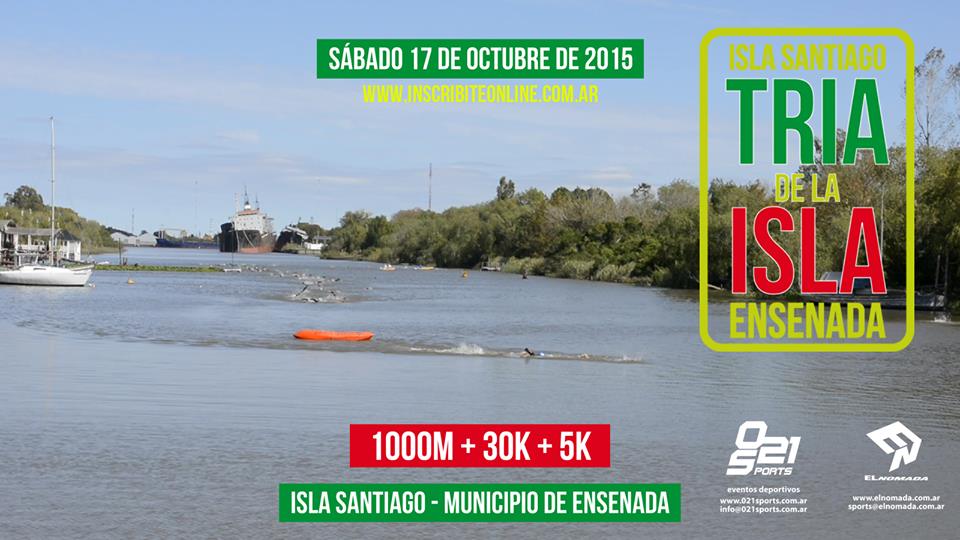 SÁBADO 17 DE OCTUBRE DE 2015
WWW.INSCRIBITEONLINE.COM.AR
ISLA SANTIAGO
TRIA
DE LA
ISLA
ENSENADA
1000M + 30K + 5K
ISLA SANTIAGO - MUNICIPIO DE ENSENADA
O21
SPORTS
eventos deportivos
www.021sports.com.ar
info@021sports.com.ar
EN
ELNOMADA
www.elnomada.com.ar
sports@elnomada.com.ar